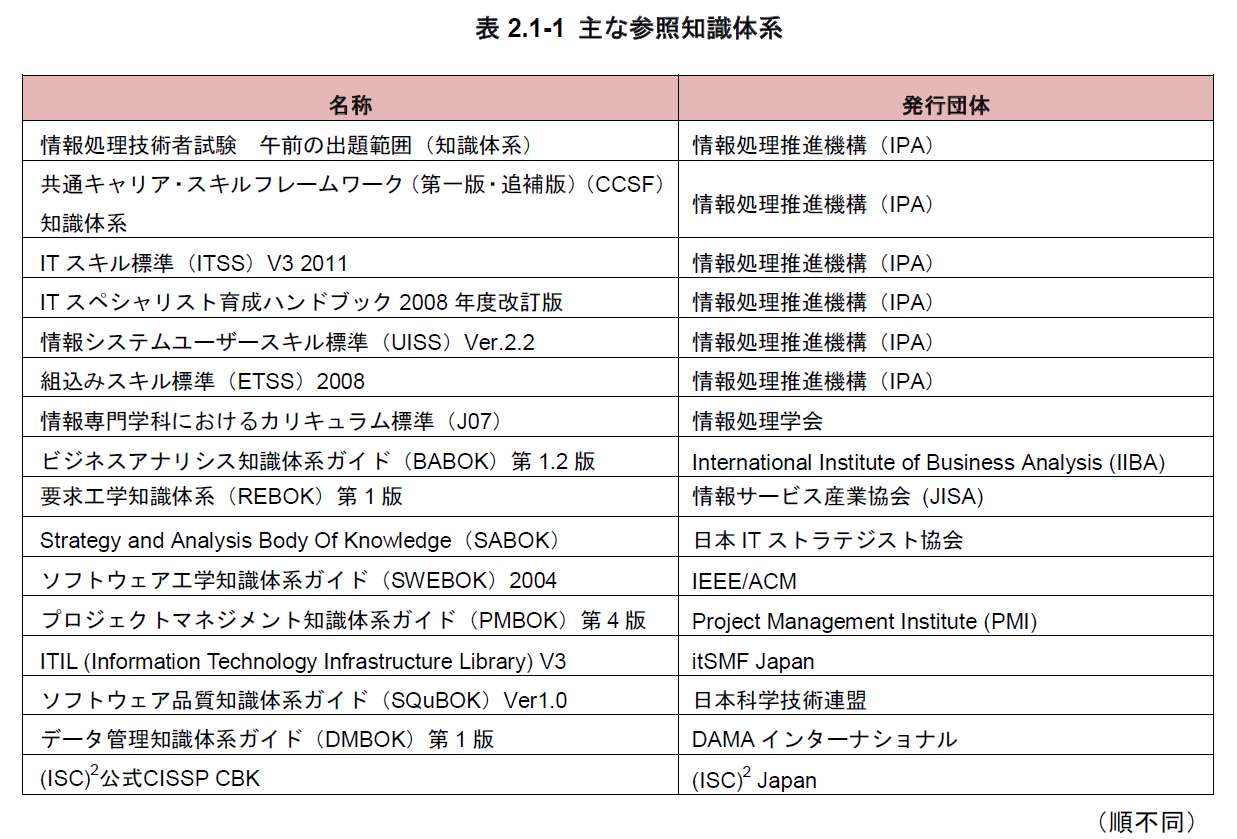 表 2.1-1 主な参照知識体系
名称 発行団体
情報処理技術者試験 午前の出題範囲（知識体系） 情報処理推進機構（IPA）
共通キャリア・スキルフレームワーク（第一版・追補版）（CCSF）
知識体系 情報処理推進機構（IPA）
IT スキル標準（ITSS）V3 2011 情報処理推進機構（IPA）
IT スペシャリスト育成ハンドブック 2008 年度改訂版 情報処理推進機構（IPA）
情報システムユーザースキル標準（UISS）Ver.2.2 情報処理推進機構（IPA）
組込みスキル標準（ETSS）2008 情報処理推進機構（IPA）
情報専門学科におけるカリキュラム標準（J07） 情報処理学会
ビジネスアナリシス知識体系ガイド（BABOK）第 1.2 版 International Institute of Business Analysis (IIBA)
要求工学知識体系（REBOK）第 1 版 情報サービス産業協会 (JISA)
Strategy and Analysis Body Of Knowledge（SABOK） 日本 IT ストラテジスト協会
ソフトウェア工学知識体系ガイド（SWEBOK）2004 IEEE/ACM
プロジェクトマネジメント知識体系ガイド（PMBOK）第 4 版 Project Management Institute (PMI)
ITIL (Information Technology Infrastructure Library) V3 itSMF Japan
ソフトウェア品質知識体系ガイド（SQuBOK）Ver1.0 日本科学技術連盟
データ管理知識体系ガイド（DMBOK）第 1 版 DAMA インターナショナル
(ISC)²公式CISSP CBK (ISC)² Japan
（順不同）